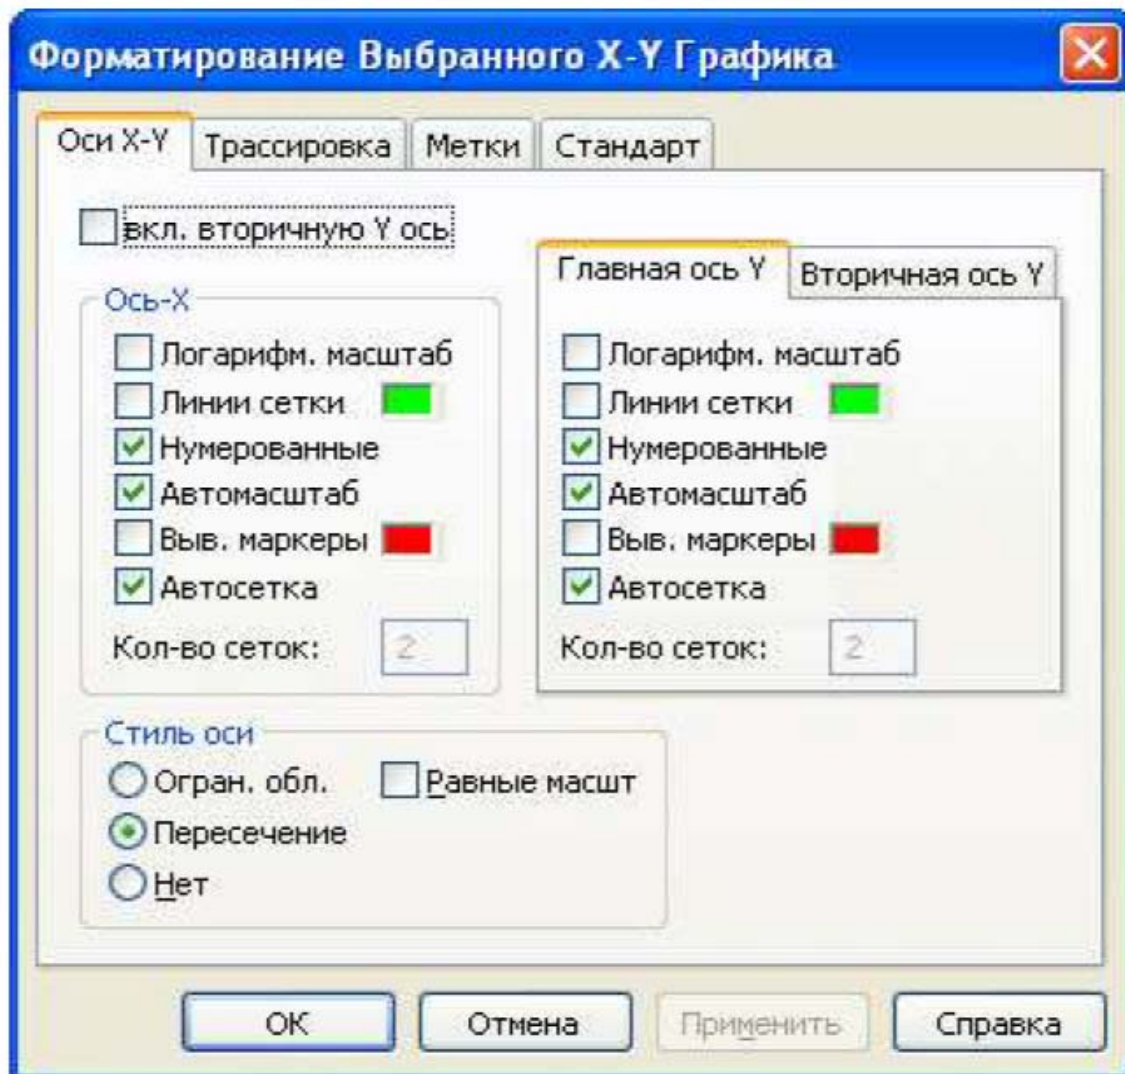 Форматирование Выбранного X-Y Графика
Оси X-Y
Трассировка
Метки
Стандарт
вкл. вторичную Y ось
Ось-X
Логарифм. масштаб
Линии сетки
Нумерованные
Автомасштаб
Выв. маркеры
Автосетка
Кол-во сеток: 2
Главная ось Y
Вторичная ось Y
Логарифм. масштаб
Линии сетки
Нумерованные
Автомасштаб
Выв. маркеры
Автосетка
Кол-во сеток: 2
Стиль оси
Огран. обл.
Равные масшт
Пересечение
Нет
ОК
Отмена
Применить
Справка